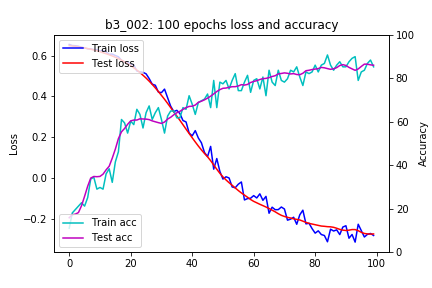 b3_002: 100 epochs loss and accuracy
Train loss
Test loss
Train acc
Test acc
Loss
0.6
0.4
0.2
0.0
−0.2
Accuracy
100
80
60
40
20
0
0
20
40
60
80
100